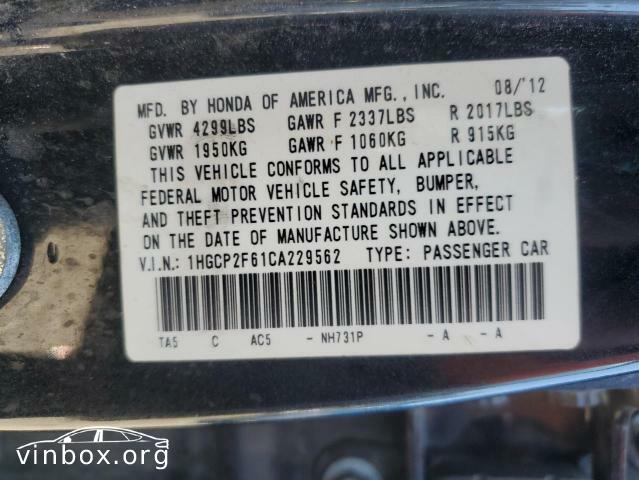 MFD. BY HONDA OF AMERICA MFG., INC. 08/'12
GVWR 4299LBS GAWR F 2337LBS R 2017LBS
GVWR 1950KG GAWR F 1060KG R 915KG
THIS VEHICLE CONFORMS TO ALL APPLICABLE
FEDERAL MOTOR VEHICLE SAFETY, BUMPER,
AND THEFT PREVENTION STANDARDS IN EFFECT
ON THE DATE OF MANUFACTURE SHOWN ABOVE.
V.I.N.: 1HGCP2F61CA229562 TYPE: PASSENGER CAR
TA5 C AC5 - NH731P - A - A
vinbox.org